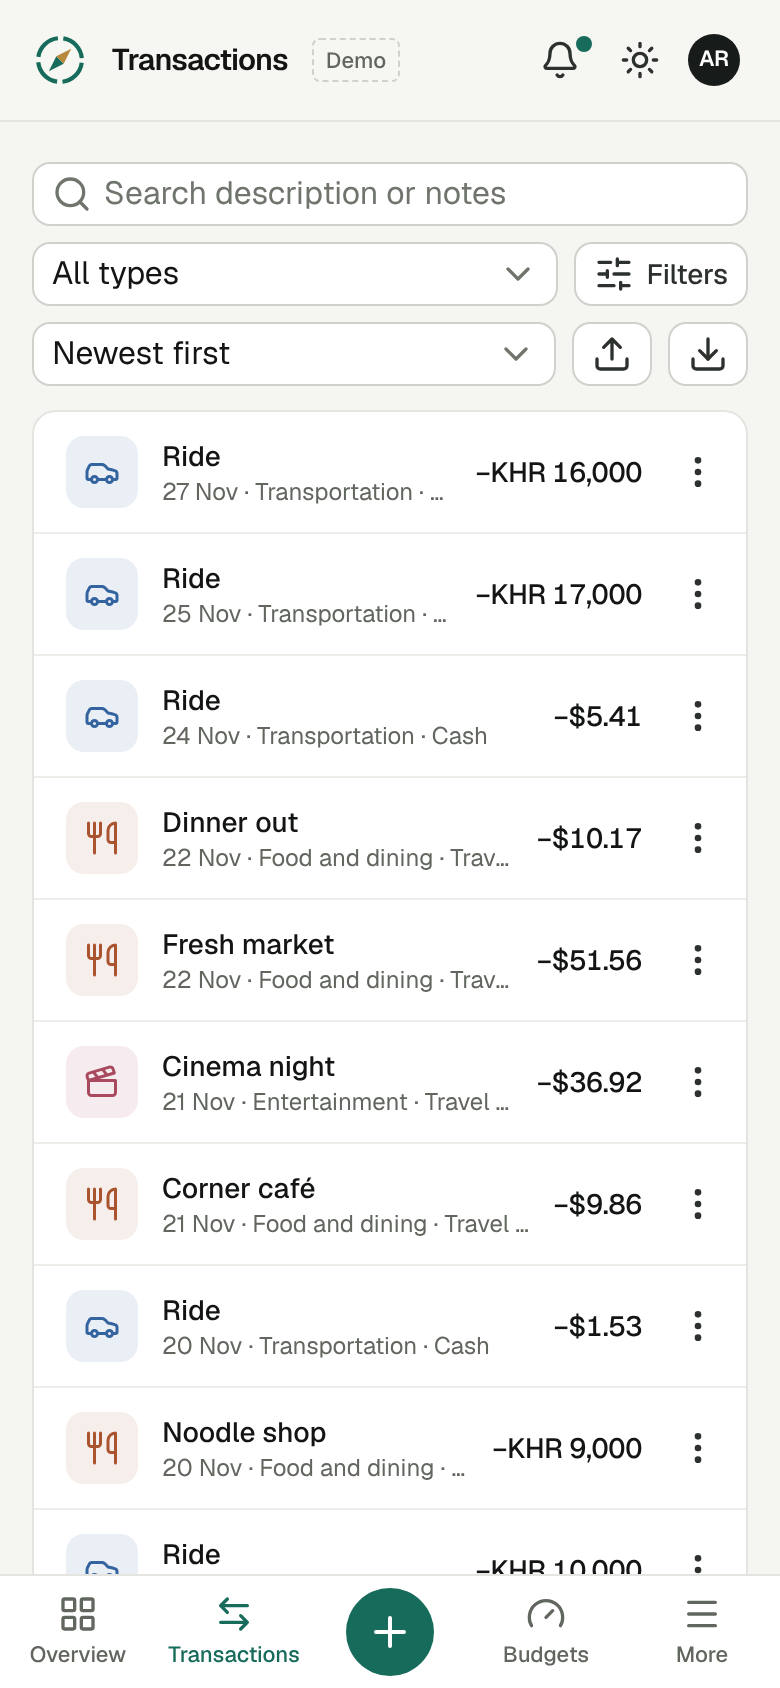 Transactions
Demo
AR
Search description or notes
All types
Filters
Newest first
Ride
27 Nov · Transportation · ...
–KHR 16,000
Ride
25 Nov · Transportation · ...
–KHR 17,000
Ride
24 Nov · Transportation · Cash
–$5.41
Dinner out
22 Nov · Food and dining · Trav...
–$10.17
Fresh market
22 Nov · Food and dining · Trav...
–$51.56
Cinema night
21 Nov · Entertainment · Travel ...
–$36.92
Corner café
21 Nov · Food and dining · Travel ...
–$9.86
Ride
20 Nov · Transportation · Cash
–$1.53
Noodle shop
20 Nov · Food and dining · ...
–KHR 9,000
Ride
–KHR 10,000
Overview
Transactions
Budgets
More